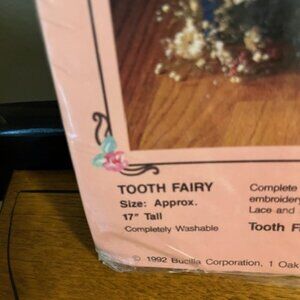 TOOTH FAIRY
Size: Approx.
17" Tall
Completely Washable
Complete
embroidery
Lace and
Tooth F
© 1992 Bucilla Corporation, 1 Oak